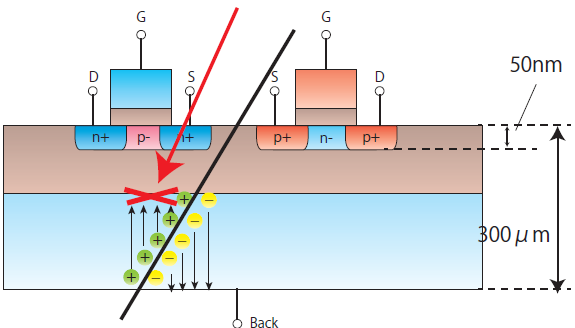 G G
D S S D
50nm
n+ p- n+ p+ n- p+
+ −
+ −
+ −
+ −
+ −
300μm
Back